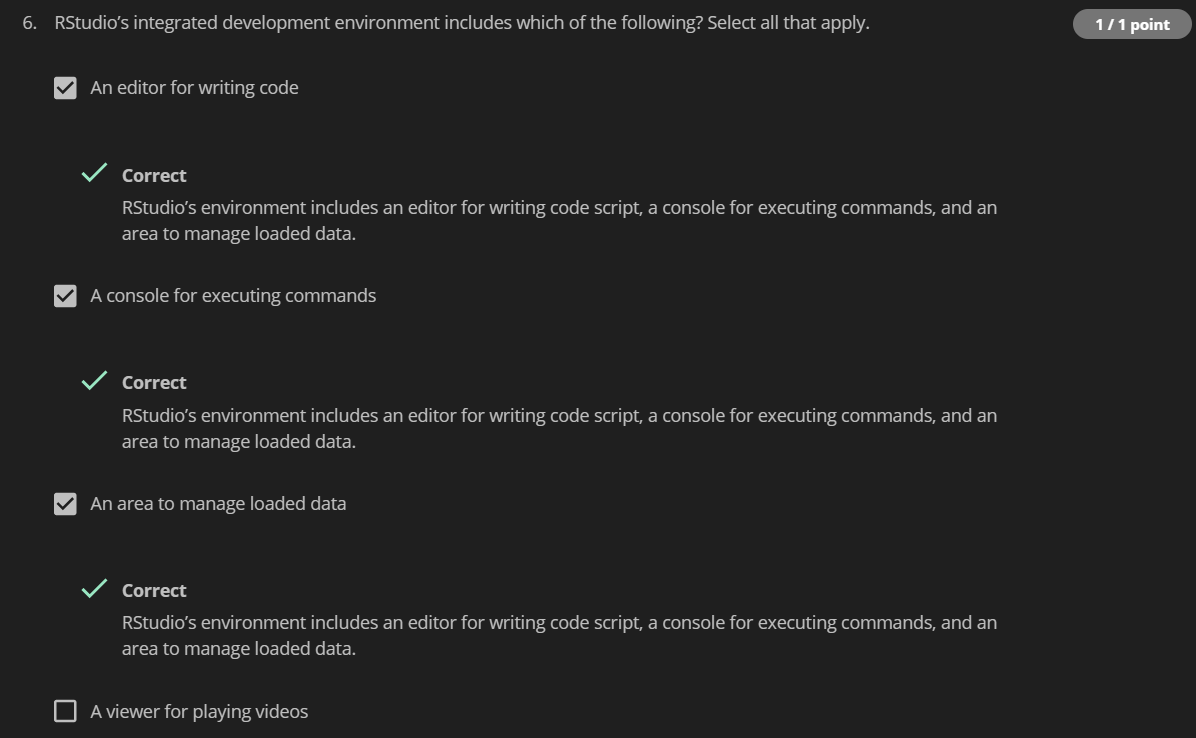 6. RStudio’s integrated development environment includes which of the following? Select all that apply.
1 / 1 point
An editor for writing code
Correct
RStudio’s environment includes an editor for writing code script, a console for executing commands, and an
area to manage loaded data.
A console for executing commands
Correct
RStudio’s environment includes an editor for writing code script, a console for executing commands, and an
area to manage loaded data.
An area to manage loaded data
Correct
RStudio’s environment includes an editor for writing code script, a console for executing commands, and an
area to manage loaded data.
A viewer for playing videos